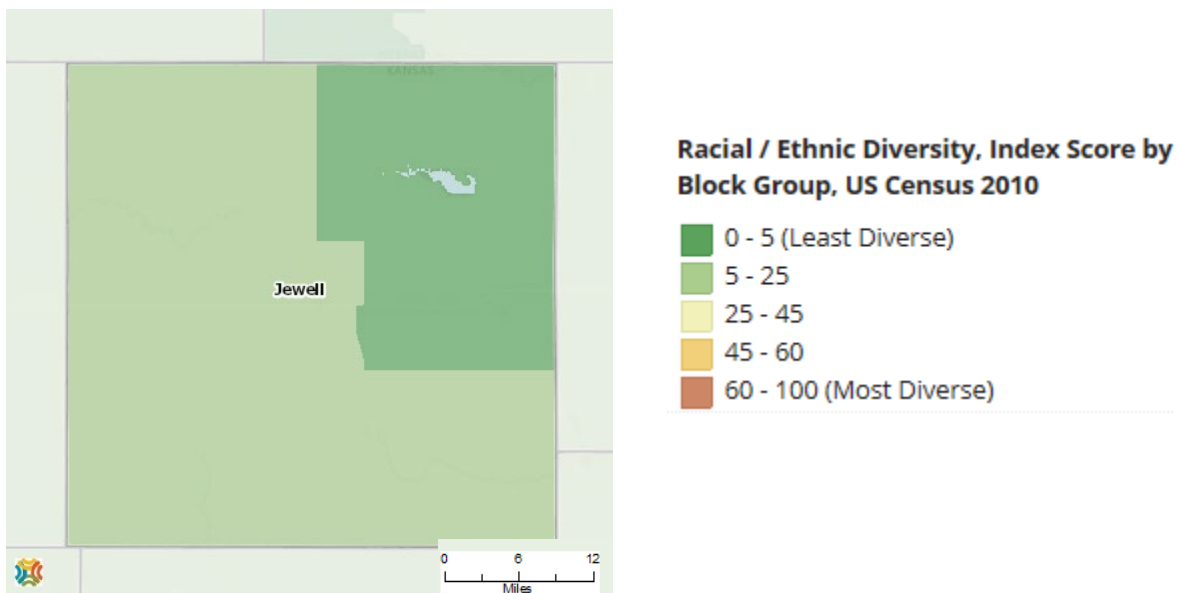 KANSAS
Jewell
0 6 12
Miles
Racial / Ethnic Diversity, Index Score by
Block Group, US Census 2010
0 - 5 (Least Diverse)
5 - 25
25 - 45
45 - 60
60 - 100 (Most Diverse)